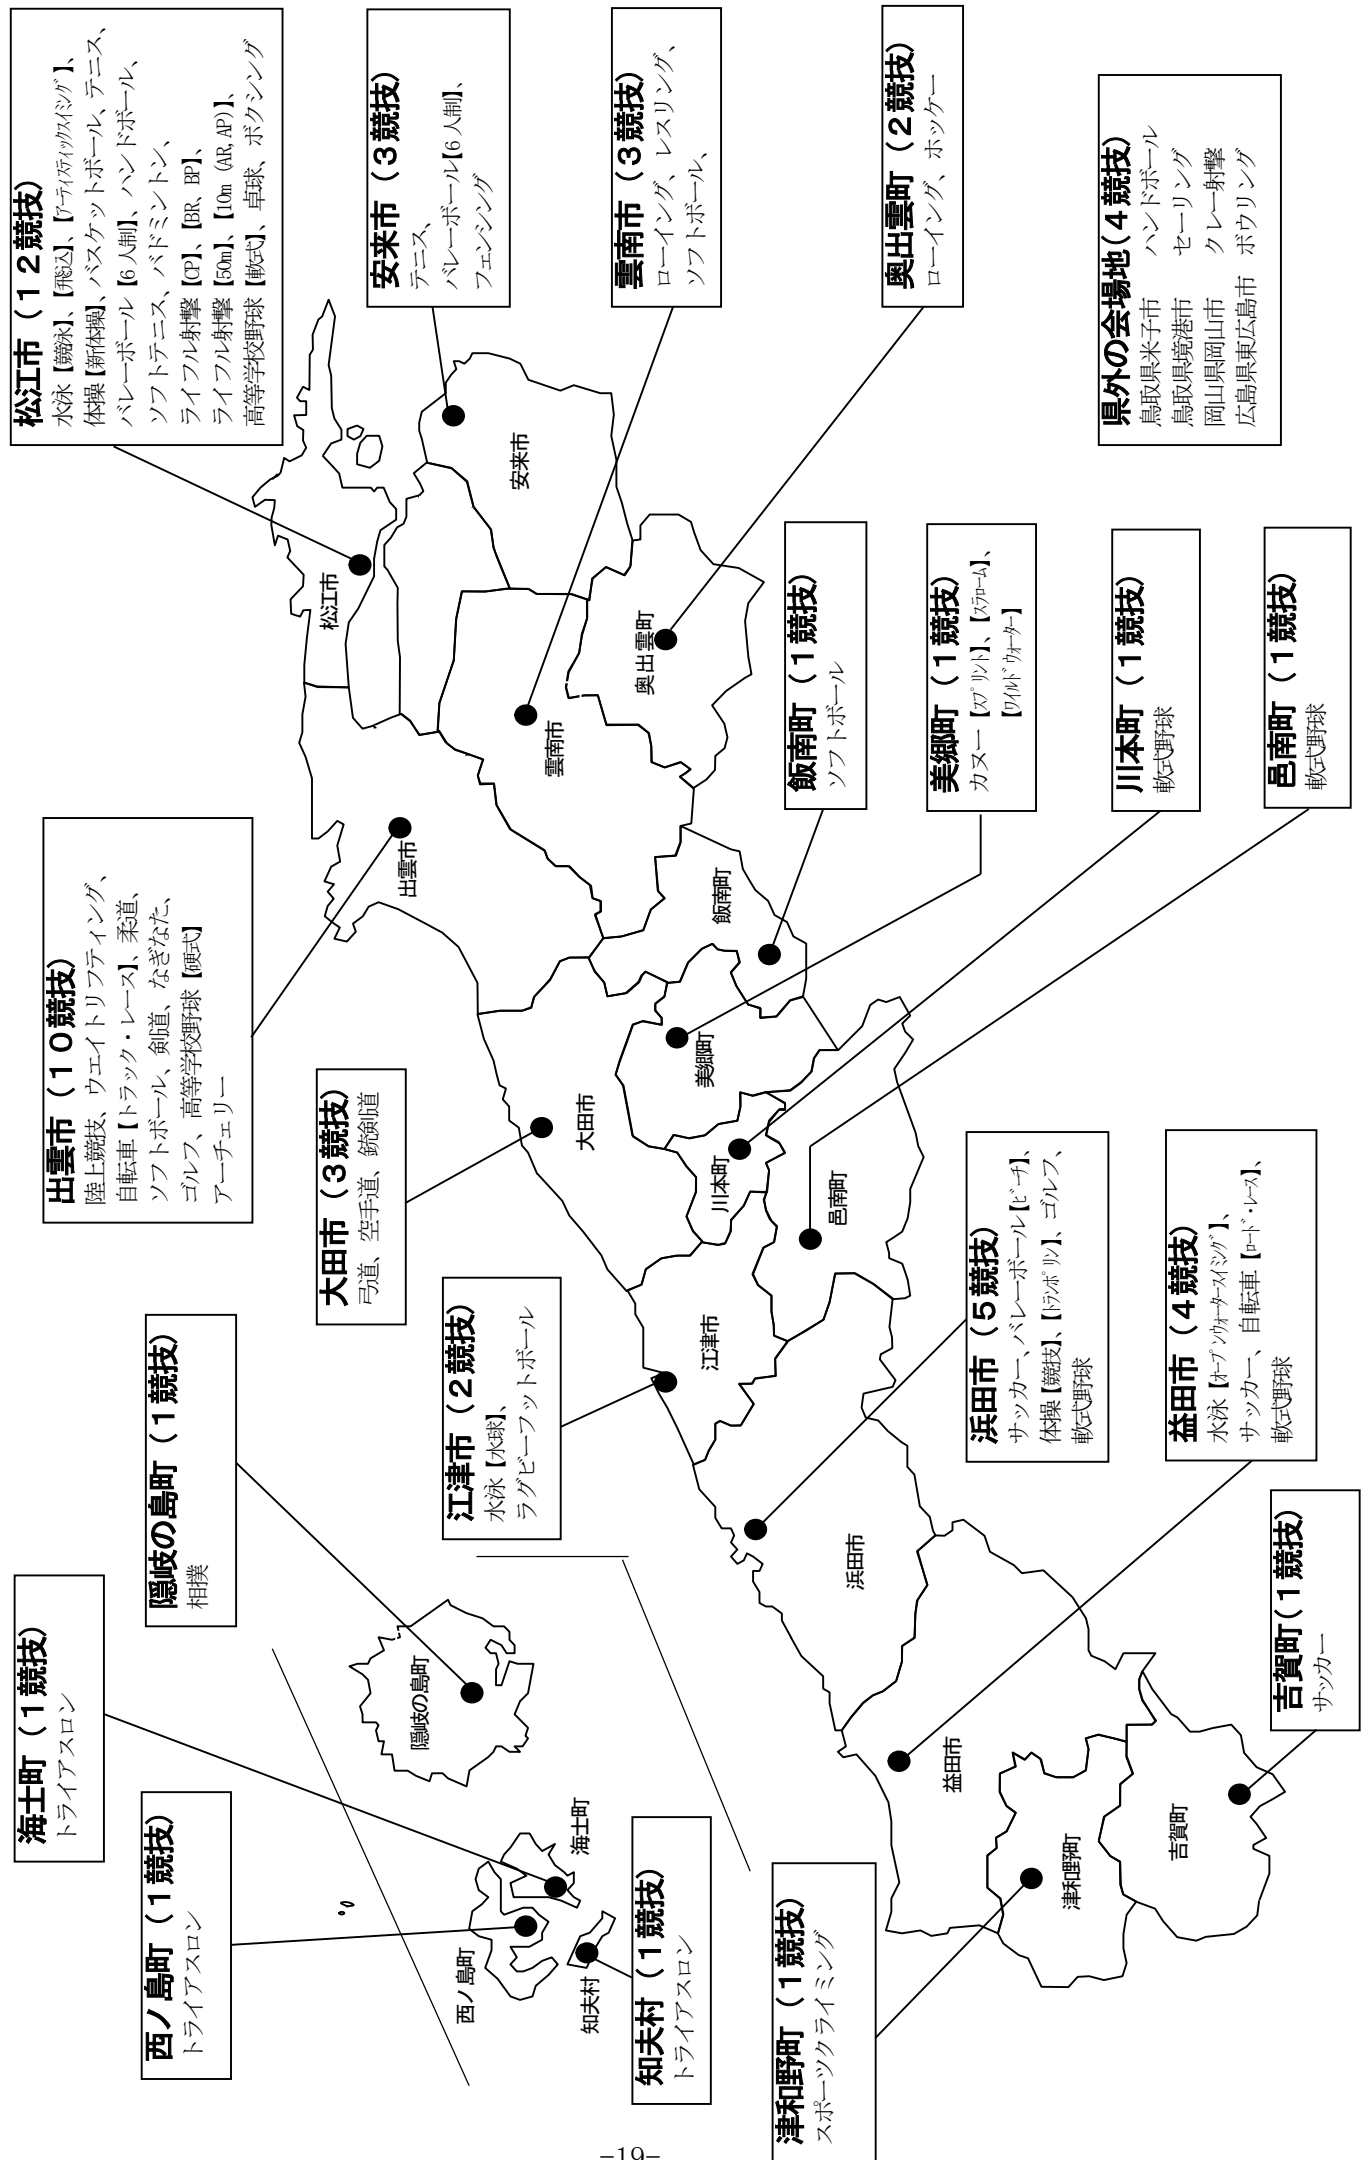 海士町（１競技）
トライアスロン
西ノ島町（１競技）
トライアスロン
隠岐の島町（１競技）
相撲
知夫村（１競技）
トライアスロン
隠岐の島町
海士町
西ノ島町
知夫村
出雲市（１０競技）
陸上競技、ウエイトリフティング、
自転車【トラック・レース】、柔道、
ソフトボール、剣道、なぎなた、
ゴルフ、高等学校野球【硬式】
アーチェリー
松江市（１２競技）
水泳【競泳】、【飛込】、【アーティスティックスイミング】、
体操【新体操】、バスケットボール、テニス、
バレーボール【6人制】、ハンドボール、
ソフトテニス、バドミントン、
ライフル射撃【CP】、【BR、BP】、
ライフル射撃【50m】、【10m（AR, AP）】、
高等学校野球【軟式】、卓球、ボクシング
安来市（３競技）
テニス、
バレーボール【6人制】、
フェンシング
雲南市（３競技）
ローイング、レスリング、
ソフトボール、
奥出雲町（２競技）
ローイング、ホッケー
大田市（３競技）
弓道、空手道、銃剣道
江津市（２競技）
水泳【水球】、
ラグビーフットボール
松江市
安来市
出雲市
雲南市
奥出雲町
大田市
飯南町
美郷町
川本町
邑南町
江津市
浜田市
益田市
津和野町
吉賀町
飯南町（１競技）
ソフトボール
美郷町（１競技）
カヌー【スプリント】、【スラローム】、
【ワイルドウォーター】
川本町（１競技）
軟式野球
邑南町（１競技）
軟式野球
浜田市（５競技）
サッカー、バレーボール【ビーチ】、
体操【競技】、【トランポリン】、ゴルフ、
軟式野球
益田市（４競技）
水泳【オープンウォータースイミング】、
サッカー、自転車【ロード・レース】、
軟式野球
津和野町（１競技）
スポーツクライミング
吉賀町（１競技）
サッカー
県外の会場地（４競技）
鳥取県米子市　ハンドボール
鳥取県境港市　セーリング
岡山県岡山市　クレー射撃
広島県東広島市　ボウリング
-19-